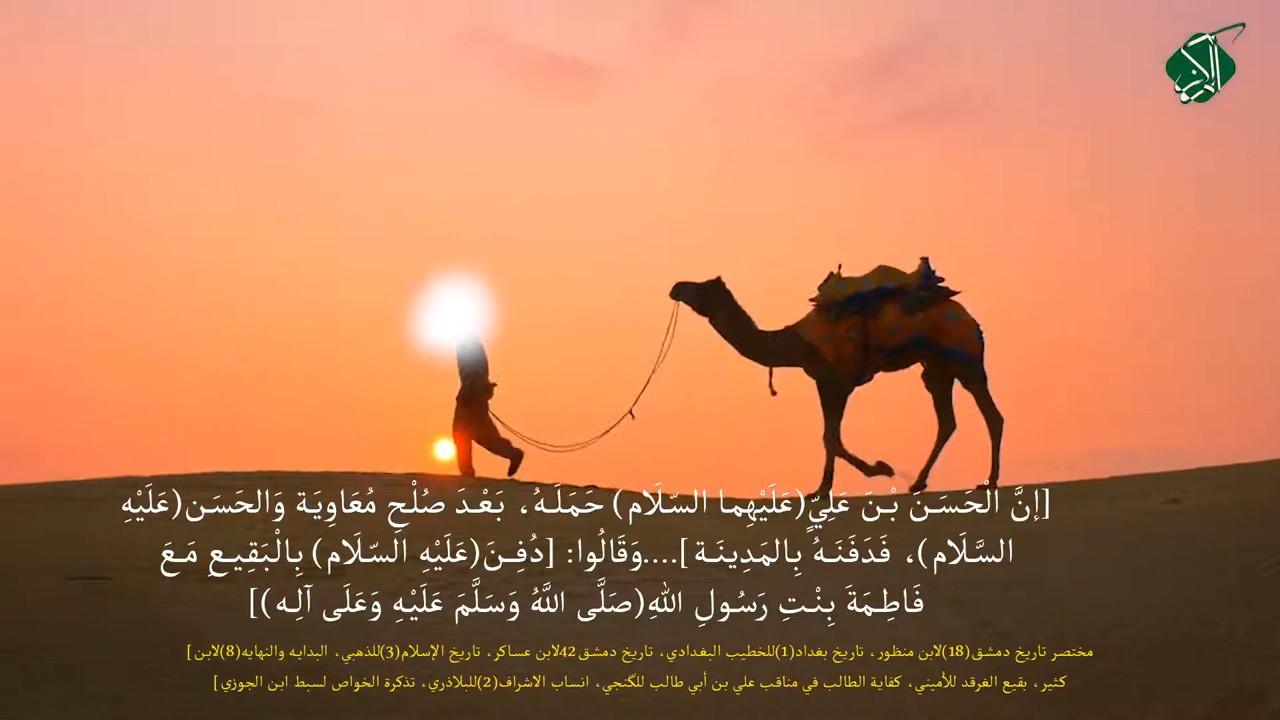 [إنَّ الْحَسَنَ بْنَ عَلِيٍّ(عَلَيْهِما السّلَام) حَمَلَهُ، بَعْدَ صُلْحِ مُعَاوِيَة وَالحَسَن(عَلَيْهِ
السَّلَام)، فَدَفَنَهُ بِالمَدِينَة]....وَقَالُوا: [دُفِنَ(عَلَيْهِ السّلَام) بِالْبَقِيعِ مَعَ
فَاطِمَةَ بِنْتِ رَسُولِ اللهِ(صَلَّى اللَّهُ وَسَلَّمَ عَلَيْهِ وَعَلَى آلِه)]
مختصر تاريخ دمشق(18)لابن منظور، تاريخ بغداد(1)للخطيب البغدادي، تاريخ دمشق42لابن عساكر، تاريخ الإسلام(3)للذهبي، البدايه والنهايه(8)لابن]
كثير، بقيع الغرقد للأميني، كفاية الطالب في مناقب علي بن أبي طالب للگنجي، انساب الاشراف(2)للبلاذري، تذكرة الخواص لسبط ابن الجوزي]